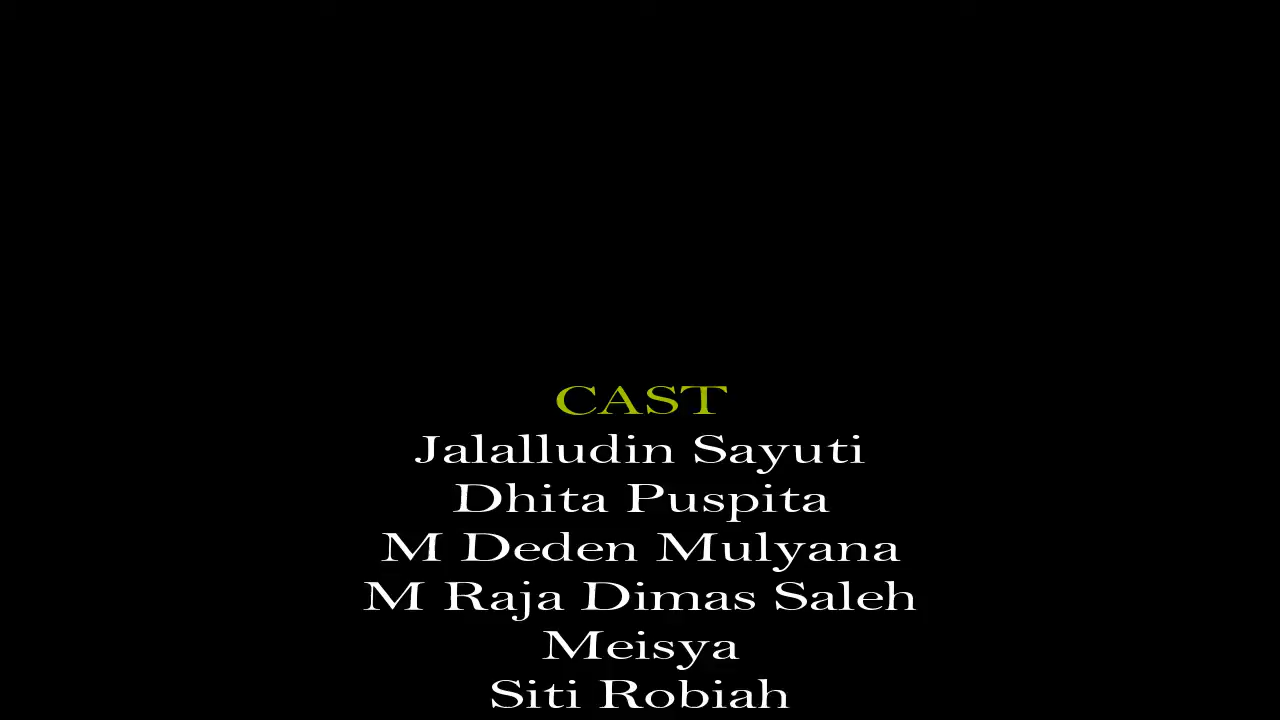 CAST
Jalalludin Sayuti
Dhita Puspita
M Deden Mulyana
M Raja Dimas Saleh
Meisya
Siti Robiah